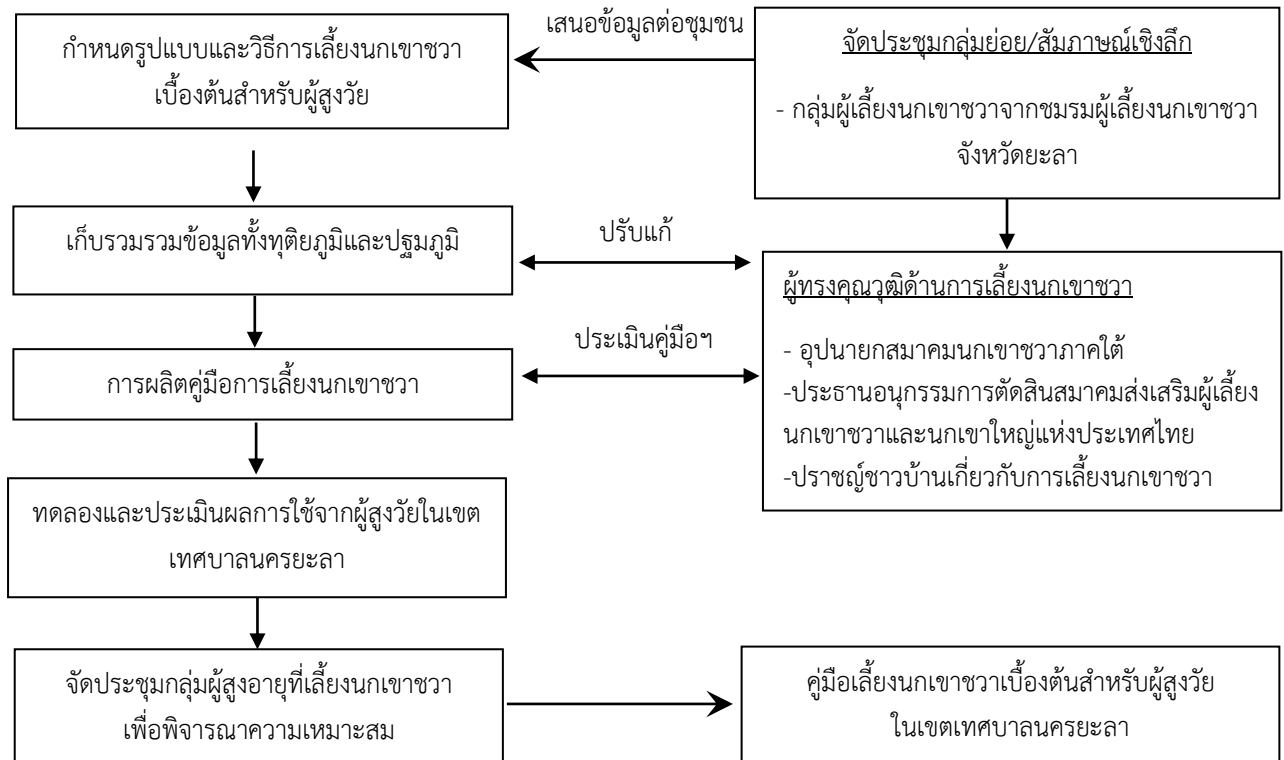 เสนอข้อมูลต่อชุมชน
กำหนดรูปแบบและวิธีการเลี้ยงนกเขาชวา
เบื้องต้นสำหรับผู้สูงวัย
จัดประชุมกลุ่มย่อย/สัมภาษณ์เชิงลึก
- กลุ่มผู้เลี้ยงนกเขาชวาจากชมรมผู้เลี้ยงนกเขาชวา
จังหวัดยะลา
เก็บรวมรวมข้อมูลทั้งทุติยภูมิและปฐมภูมิ
ปรับแก้
ผู้ทรงคุณวุฒิด้านการเลี้ยงนกเขาชวา
- อุปนายกสมาคมนกเขาชวาภาคใต้
-ประธานอนุกรรมการตัดสินสมาคมส่งเสริมผู้เลี้ยง
นกเขาชวาและนกเขาใหญ่แห่งประเทศไทย
-ปราชญ์ชาวบ้านเกี่ยวกับการเลี้ยงนกเขาชวา
ประเมินคู่มือฯ
การผลิตคู่มือการเลี้ยงนกเขาชวา
ทดลองและประเมินผลการใช้จากผู้สูงวัยในเขต
เทศบาลนครยะลา
จัดประชุมกลุ่มผู้สูงอายุที่เลี้ยงนกเขาชวา
เพื่อพิจารณาความเหมาะสม
คู่มือเลี้ยงนกเขาชวาเบื้องต้นสำหรับผู้สูงวัย
ในเขตเทศบาลนครยะลา